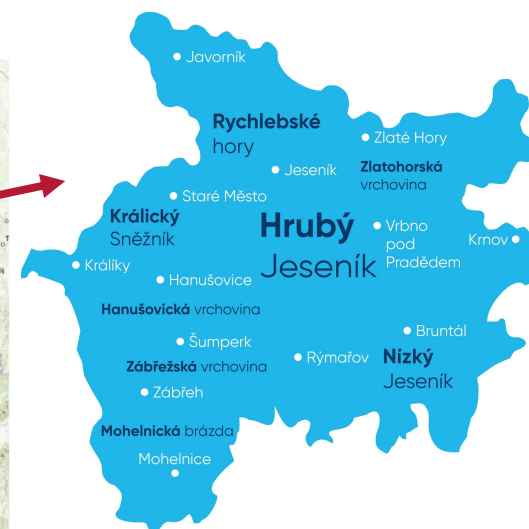 Javorník
Rychlebské
hory
Zlaté Hory
Jeseník
Zlatohorská
vrchovina
Staré Město
Králický
Sněžník
Hrubý
Jeseník
Vrbno
pod
Pradědem
Krnov
Králíky
Hanušovice
Hanušovická vrchovina
Bruntál
Šumperk
Rýmařov
Nízký
Jeseník
Zábřežská vrchovina
Zábřeh
Mohelnická brázda
Mohelnice